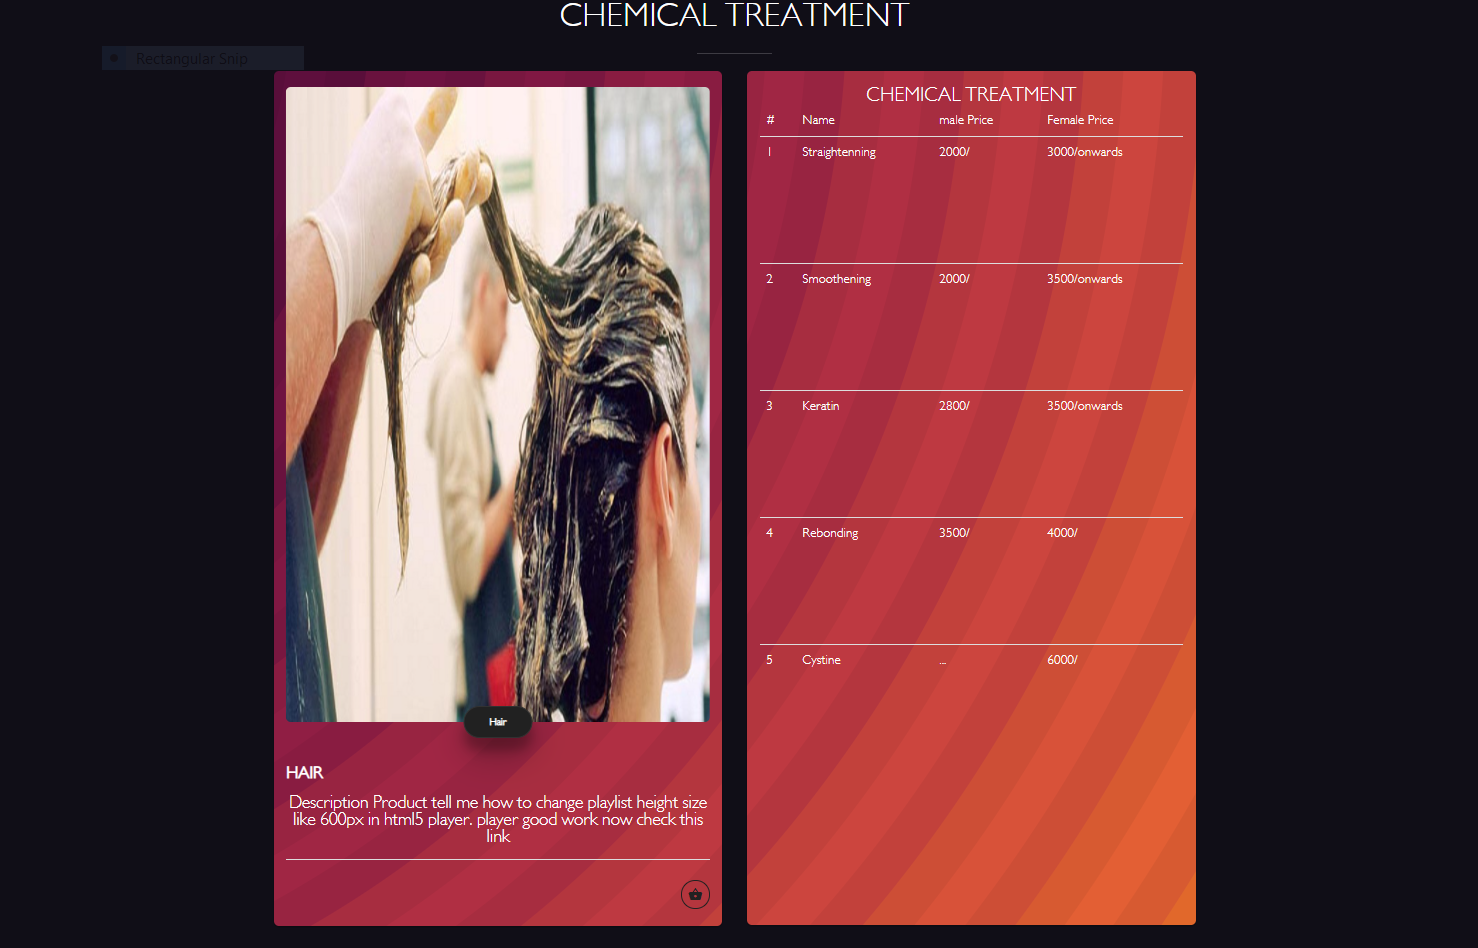 CHEMICAL TREATMENT
Rectangular Snip
Hair
HAIR
Description Product tell me how to change playlist height size
like 600px in html5 player. player good work now check this
link
CHEMICAL TREATMENT
# Name male Price Female Price
1 Straightenning 2000/ 3000/onwards
2 Smoothening 2000/ 3500/onwards
3 Keratin 2800/ 3500/onwards
4 Rebonding 3500/ 4000/
5 Cystine ... 6000/